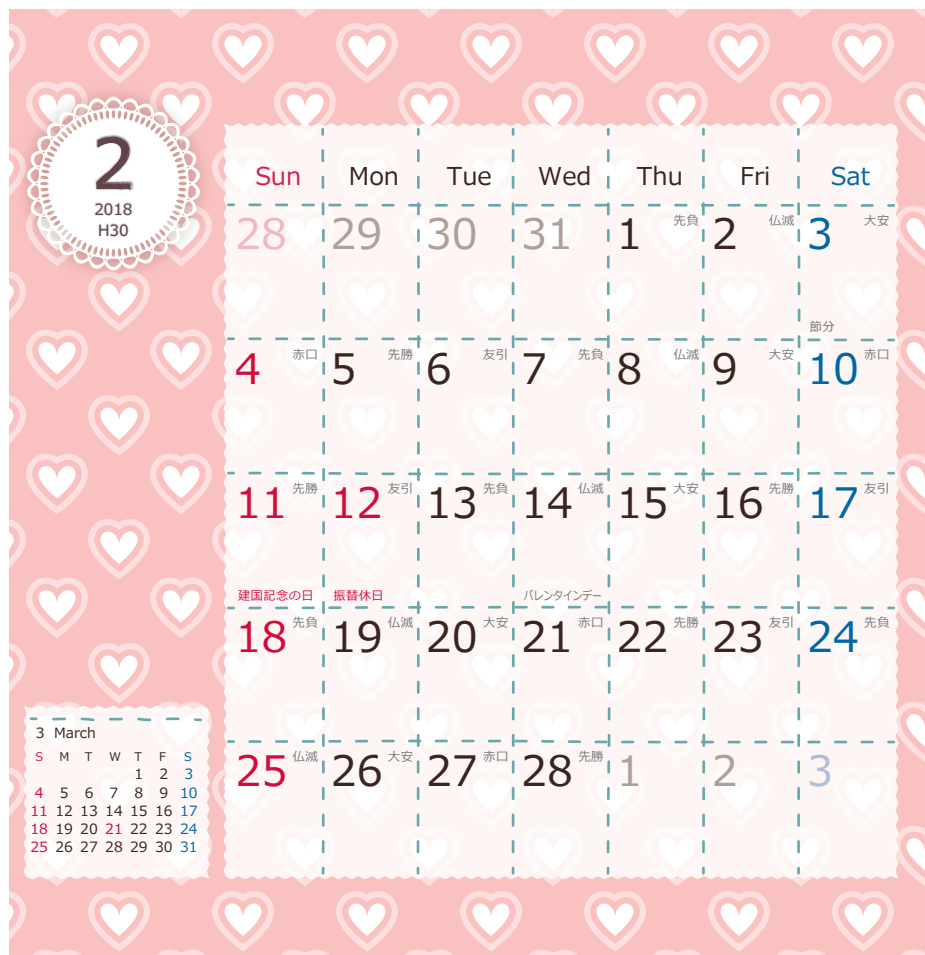 2
2018
H30
Sun Mon Tue Wed Thu Fri Sat
28 29 30 31 1 先負 2 仏滅 3 大安
節分
4 赤口 5 先勝 6 友引 7 先負 8 仏滅 9 大安 10 赤口
11 先勝 12 友引 13 先負 14 仏滅 15 大安 16 先勝 17 友引
建国記念の日 振替休日 バレンタインデー
18 先負 19 仏滅 20 大安 21 赤口 22 先勝 23 友引 24 先負
25 仏滅 26 大安 27 赤口 28 先勝 1 2 3
3 March
S M T W T F S
1 2 3
4 5 6 7 8 9 10
11 12 13 14 15 16 17
18 19 20 21 22 23 24
25 26 27 28 29 30 31